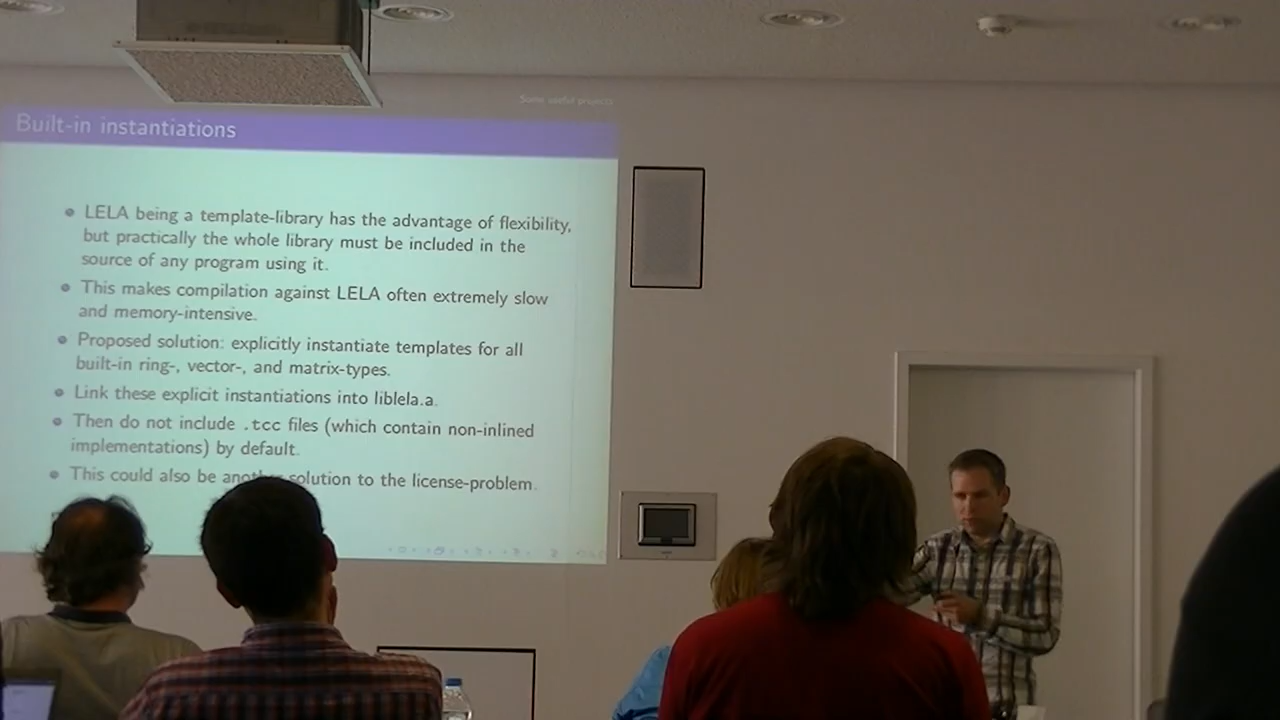 Some useful projects
Built-in instantiations
LELA being a template-library has the advantage of flexibility,
but practically the whole library must be included in the
source of any program using it.
This makes compilation against LELA often extremely slow
and memory-intensive.
Proposed solution: explicitly instantiate templates for all
built-in ring-, vector-, and matrix-types.
Link these explicit instantiations into liblela.a.
Then do not include .tcc files (which contain non-inlined
implementations) by default.
This could also be another solution to the license-problem.